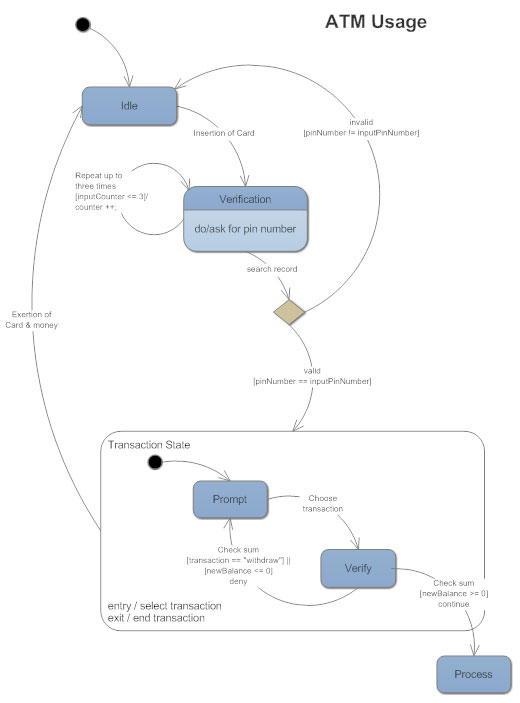 ATM Usage
Idle
Insertion of Card
invalid
[pinNumber != inputPinNumber]
Repeat up to
three times
[inputCounter <= 3]/
counter ++;
Verification
do/ask for pin number
search record
Exertion of
Card & money
valid
[pinNumber == inputPinNumber]
Transaction State
Prompt
Choose
transaction
Check sum
[transaction == "withdraw"] ||
[newBalance <= 0]
deny
Verify
Check sum
[newBalance >= 0]
continue
entry / select transaction
exit / end transaction
Process